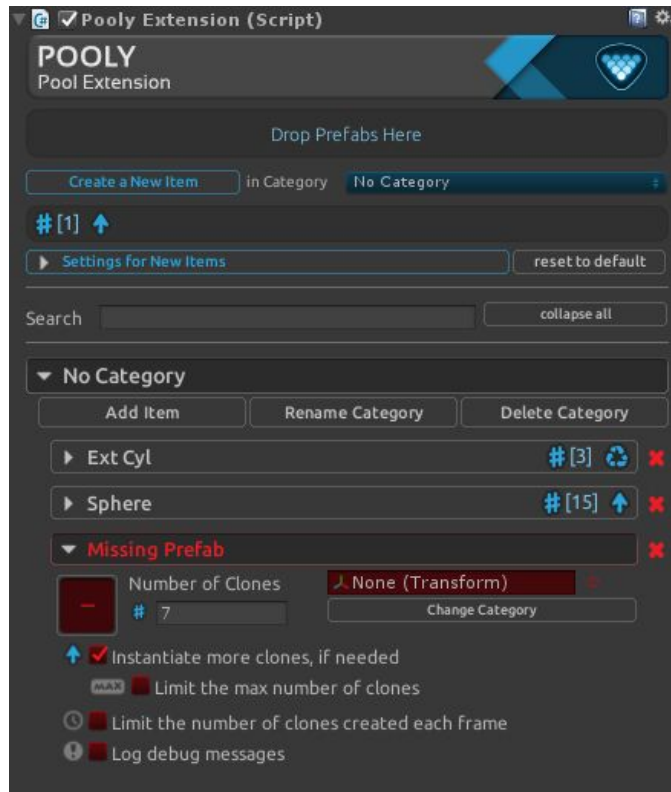 Pooly Extension (Script)
POOLY
Pool Extension
Drop Prefabs Here
Create a New Item in Category No Category
#[1]
Settings for New Items reset to default
Search collapse all
No Category
Add Item Rename Category Delete Category
Ext Cyl #[3]
Sphere #[15]
Missing Prefab
Number of Clones None (Transform)
# 7 Change Category
Instantiate more clones, if needed
MAX Limit the max number of clones
Limit the number of clones created each frame
Log debug messages